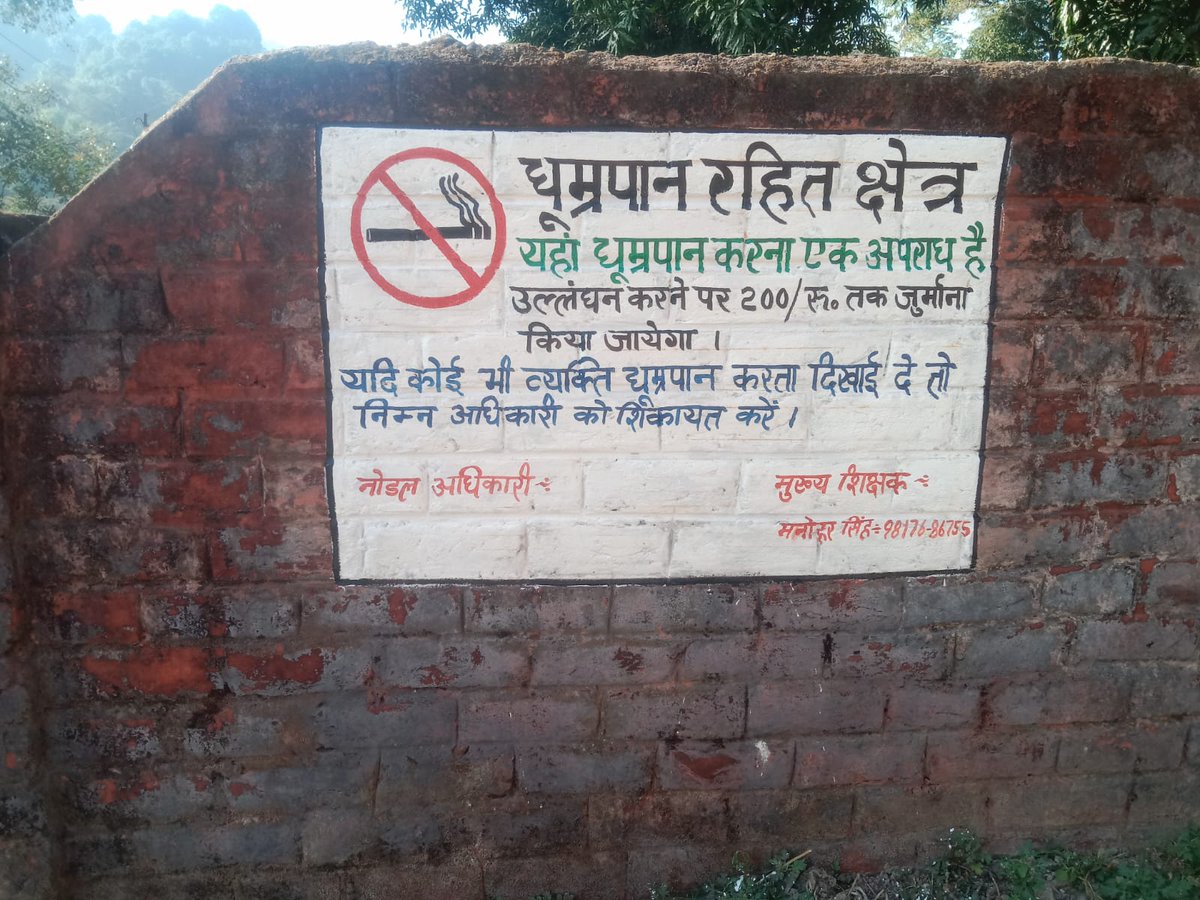 धूम्रपान रहित क्षेत्र
यहां धूम्रपान करना एक अपराध है
उल्लंघन करने पर 200/रू. तक जुर्माना
किया जायेगा ।
यदि कोई भी व्यक्ति धूम्रपान करता दिखाई दे तो
निम्न अधिकारी को शिकायत करें ।
नोडल अधिकारी :-
मुख्य शिक्षक :-
मनोहर सिंह :- 98176-86755